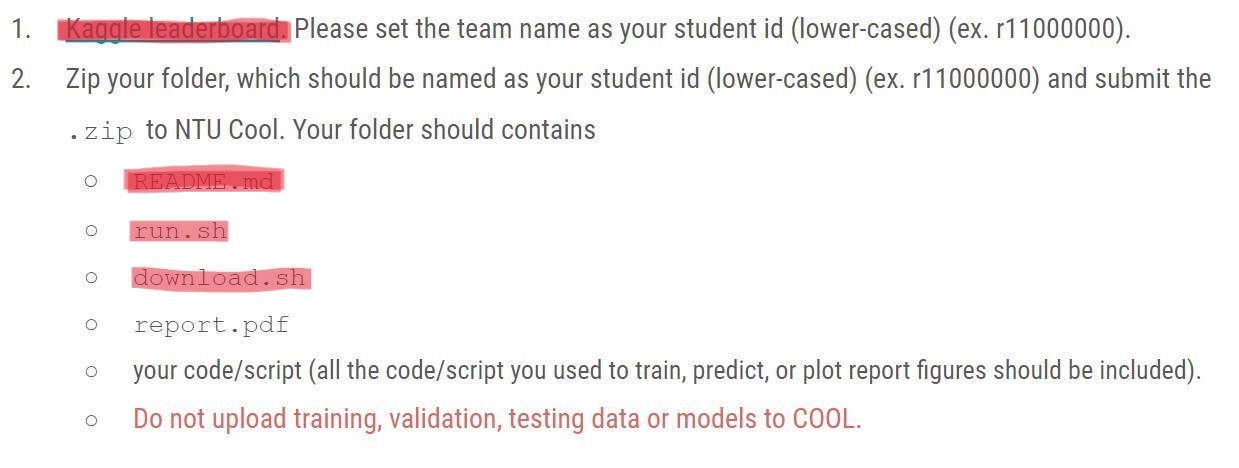 1. Kaggle leaderboard. Please set the team name as your student id (lower-cased) (ex. r11000000).
2. Zip your folder, which should be named as your student id (lower-cased) (ex. r11000000) and submit the
.zip to NTU Cool. Your folder should contains
○ README.md
○ run.sh
○ download.sh
○ report.pdf
○ your code/script (all the code/script you used to train, predict, or plot report figures should be included).
○ Do not upload training, validation, testing data or models to COOL.